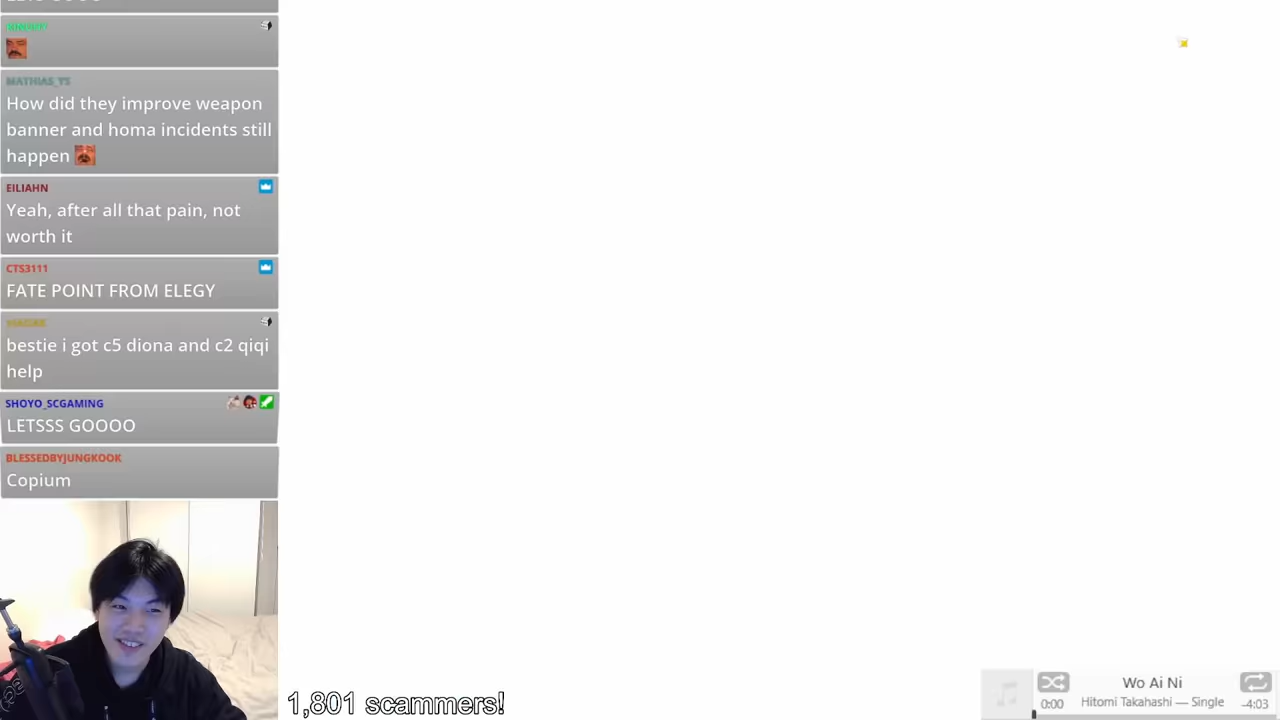 MATHIAS_TS
How did they improve weapon
banner and homa incidents still
happen
EILIAHN
Yeah, after all that pain, not
worth it
CTS3111
FATE POINT FROM ELEGY
bestie i got c5 diona and c2 qiqi
help
SHOYO_SCGAMING
LETSSS GOOOO
BLESSEDBYJUNGKOOK
Copium
1,801 scammers!
Wo Ai Ni
0:00
Hitomi Takahashi — Single
-4:03